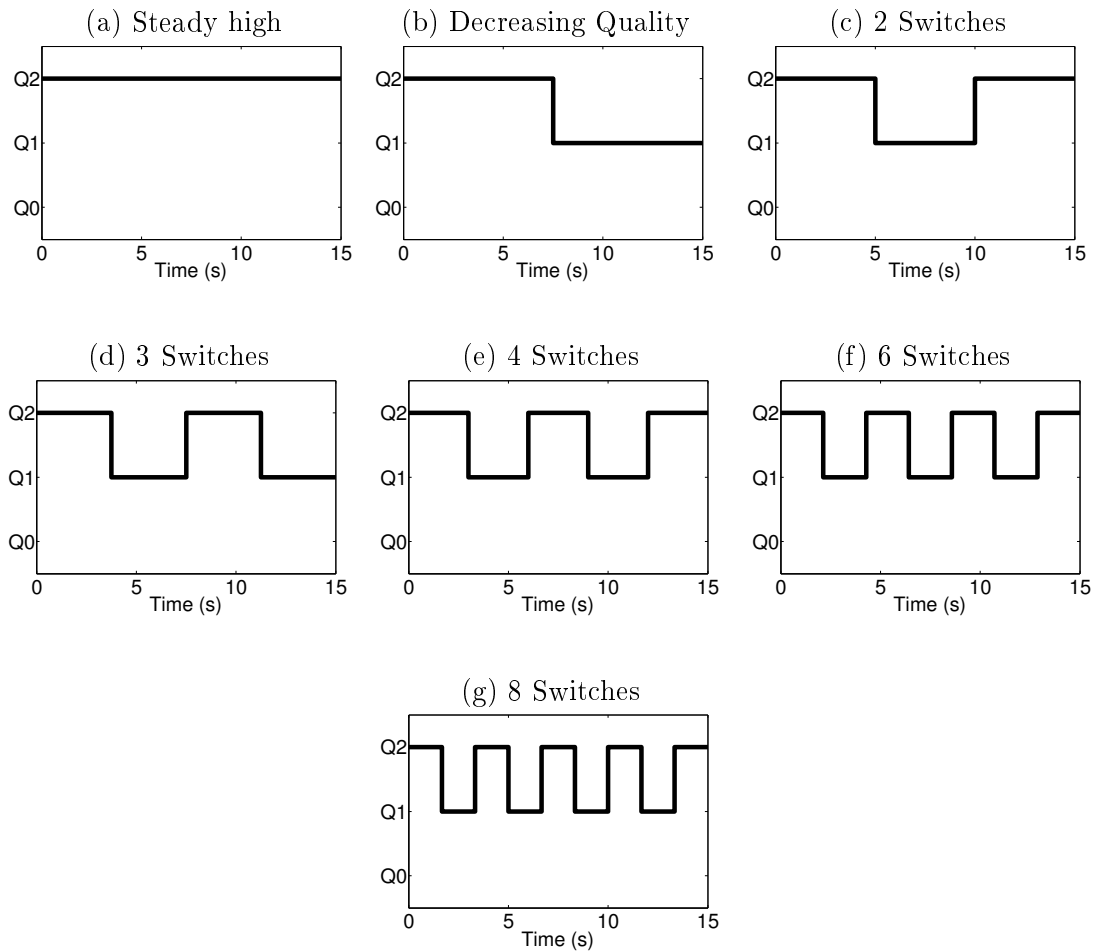 (a) Steady high
Q2
Q1
Q0
0 5 10 15
Time (s)
(b) Decreasing Quality
Q2
Q1
Q0
0 5 10 15
Time (s)
(c) 2 Switches
Q2
Q1
Q0
0 5 10 15
Time (s)
(d) 3 Switches
Q2
Q1
Q0
0 5 10 15
Time (s)
(e) 4 Switches
Q2
Q1
Q0
0 5 10 15
Time (s)
(f) 6 Switches
Q2
Q1
Q0
0 5 10 15
Time (s)
(g) 8 Switches
Q2
Q1
Q0
0 5 10 15
Time (s)